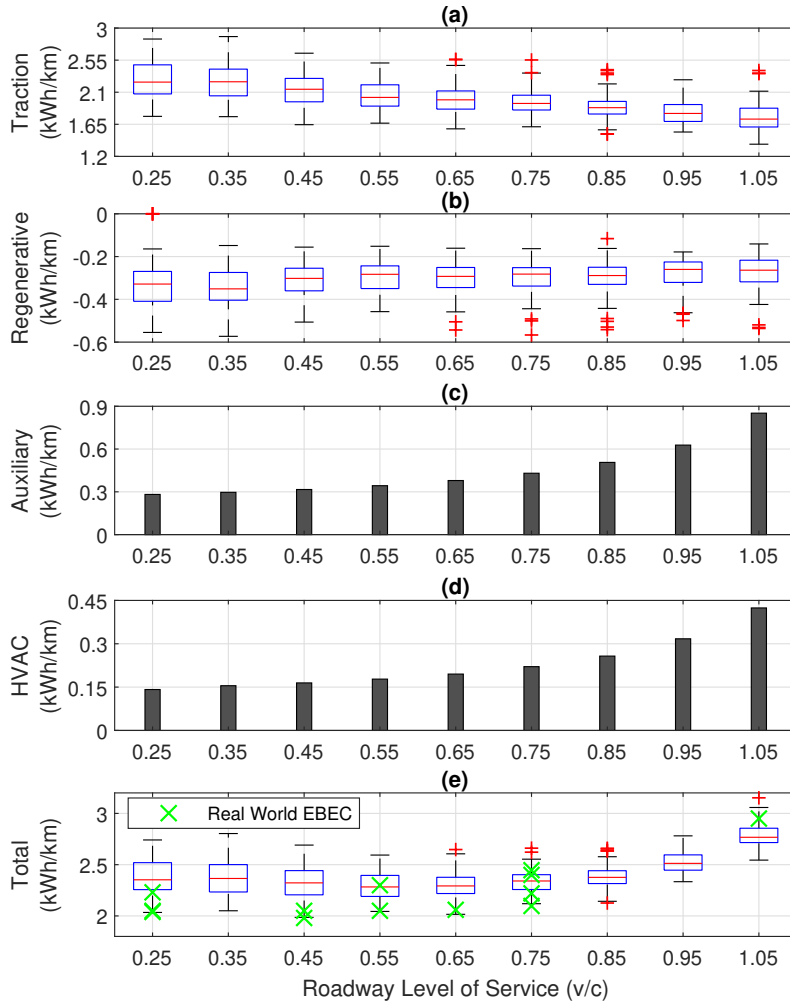 (a)
3
2.55
2.1
1.65
1.2
Traction
(kWh/km)
0.25 0.35 0.45 0.55 0.65 0.75 0.85 0.95 1.05
(b)
0
-0.2
-0.4
-0.6
Regenerative
(kWh/km)
0.25 0.35 0.45 0.55 0.65 0.75 0.85 0.95 1.05
(c)
0.9
0.6
0.3
0
Auxiliary
(kWh/km)
0.25 0.35 0.45 0.55 0.65 0.75 0.85 0.95 1.05
(d)
0.45
0.3
0.15
0
HVAC
(kWh/km)
0.25 0.35 0.45 0.55 0.65 0.75 0.85 0.95 1.05
(e)
Real World EBEC
3
2.5
2
Total
(kWh/km)
0.25 0.35 0.45 0.55 0.65 0.75 0.85 0.95 1.05
Roadway Level of Service (v/c)